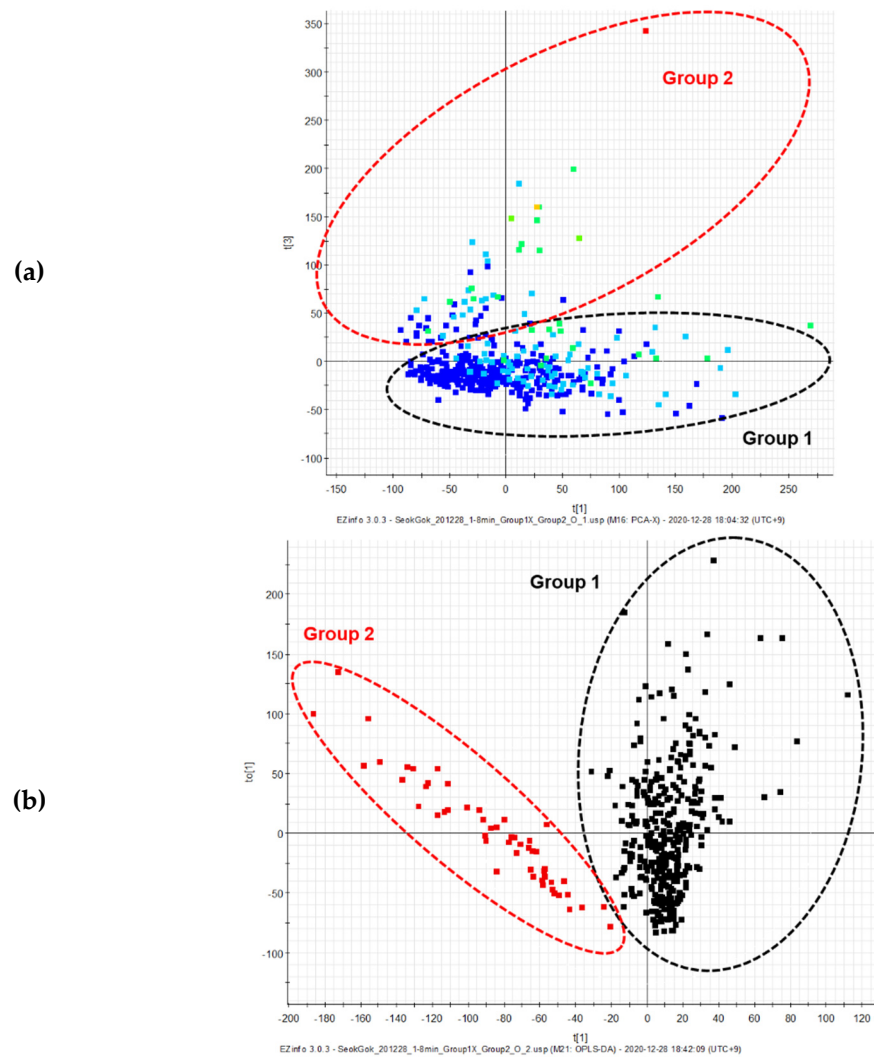 350
300
Group 2
250
200
150
t[3]
(a)
100
50
0
-50
Group 1
-100
-150 -100 -50 0 50 100 150 200 250
t[1]
EZinfo 3.0.3 - SeokGok_201228_1-8min_Group1X_Group2_O_1.usp (M16: PCA-X) - 2020-12-28 18:04:32 (UTC+9)
Group 1
200
Group 2
150
100
50
to[1]
(b)
0
-50
-100
-200 -180 -160 -140 -120 -100 -80 -60 -40 -20 0 20 40 60 80 100 120
t[1]
EZinfo 3.0.3 - SeokGok_201228_1-8min_Group1X_Group2_O_2.usp (M21: OPLS-DA) - 2020-12-28 18:42:09 (UTC+9)